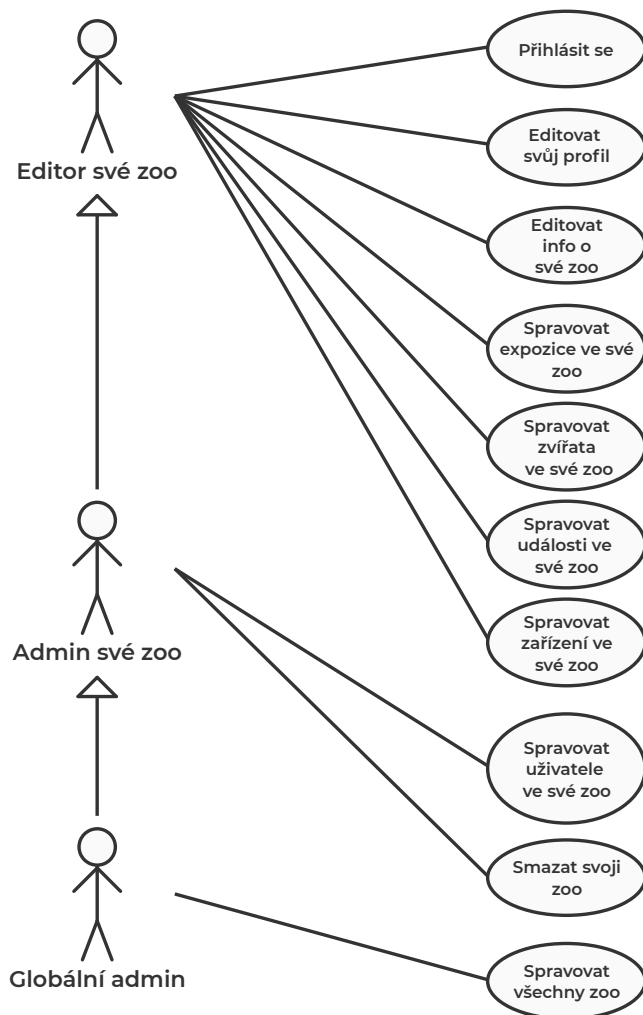 Přihlásit se
Editovat
svůj profil
Editor své zoo
Editovat
info o
své zoo
Spravovat
expozice ve své
zoo
Spravovat
zvířata
ve své zoo
Spravovat
události ve
své zoo
Spravovat
zařízení ve
své zoo
Admin své zoo
Spravovat
uživatele
ve své zoo
Smazat svoji
zoo
Globální admin
Spravovat
všechny zoo